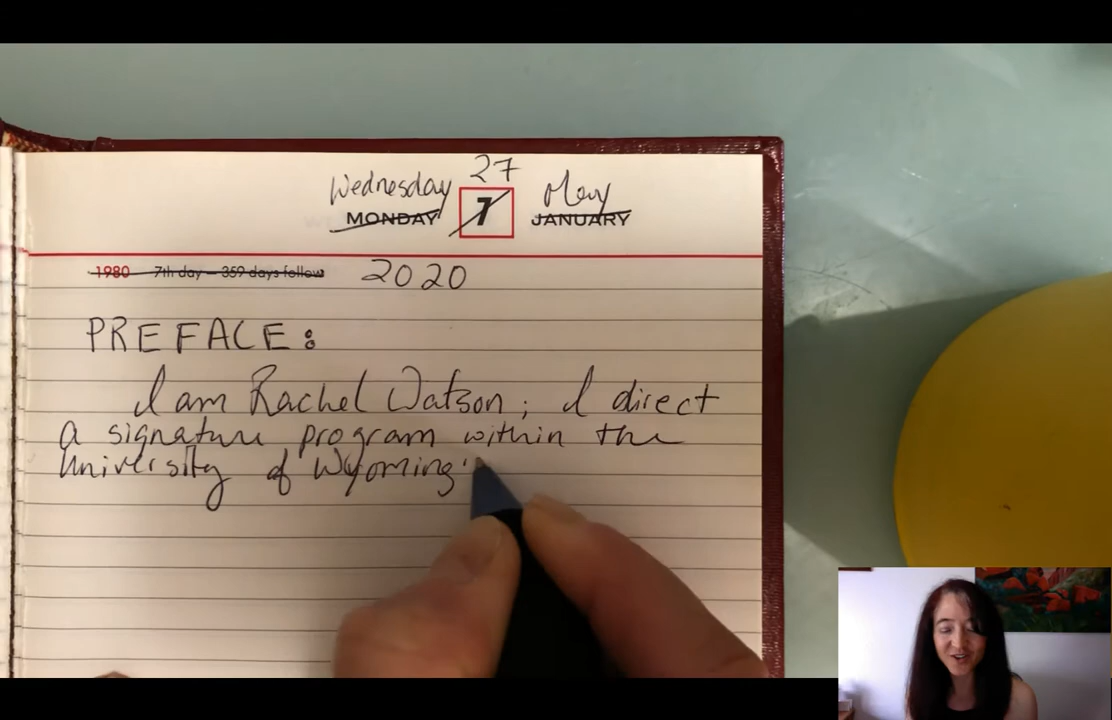 Wednesday 27 May
MONDAY 7 JANUARY
1980 7th day – 359 days follow 2020
PREFACE:
I am Rachel Watson; I direct
a signature program within the
University of Wyoming'